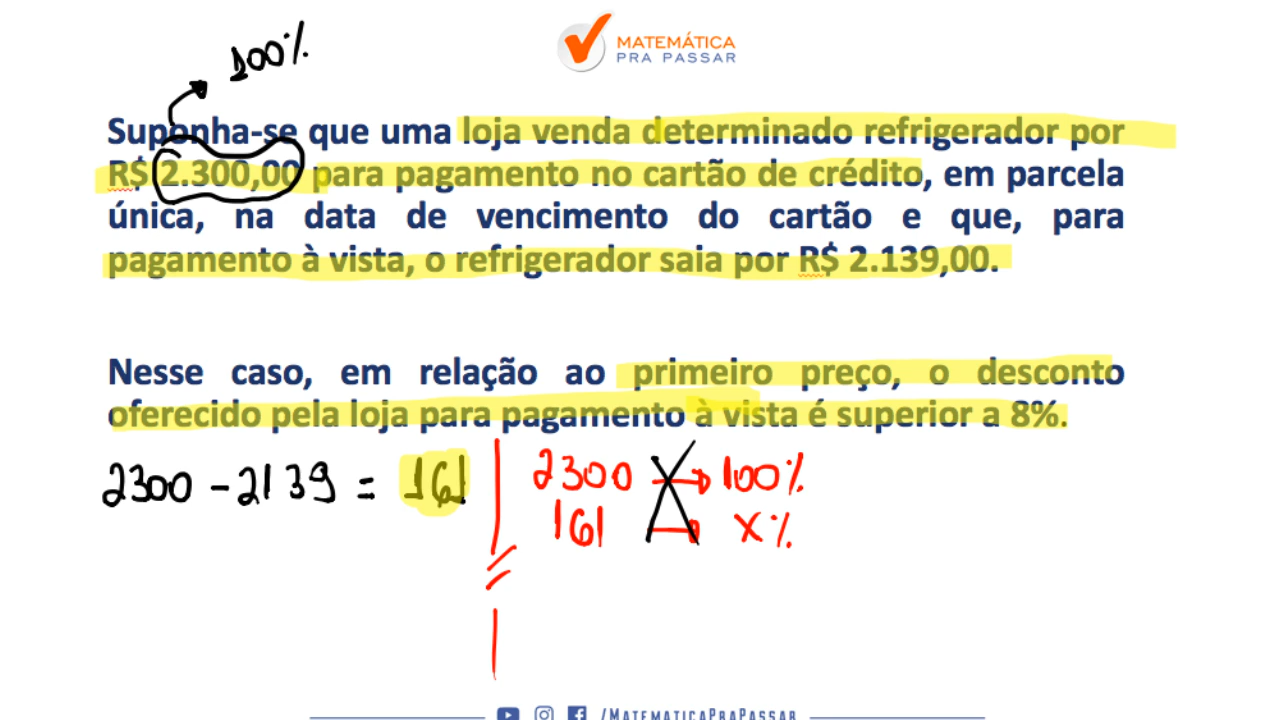 100%
MATEMÁTICA
PRA PASSAR
Suponha-se que uma loja venda determinado refrigerador por
R$ 2.300,00 para pagamento no cartão de crédito, em parcela
única, na data de vencimento do cartão e que, para
pagamento à vista, o refrigerador saia por R$ 2.139,00.
Nesse caso, em relação ao primeiro preço, o desconto
oferecido pela loja para pagamento à vista é superior a 8%.
2300 - 2139 = 161
2300 → 100%
161 → X%
/MATEMATICAPRAPASSAR